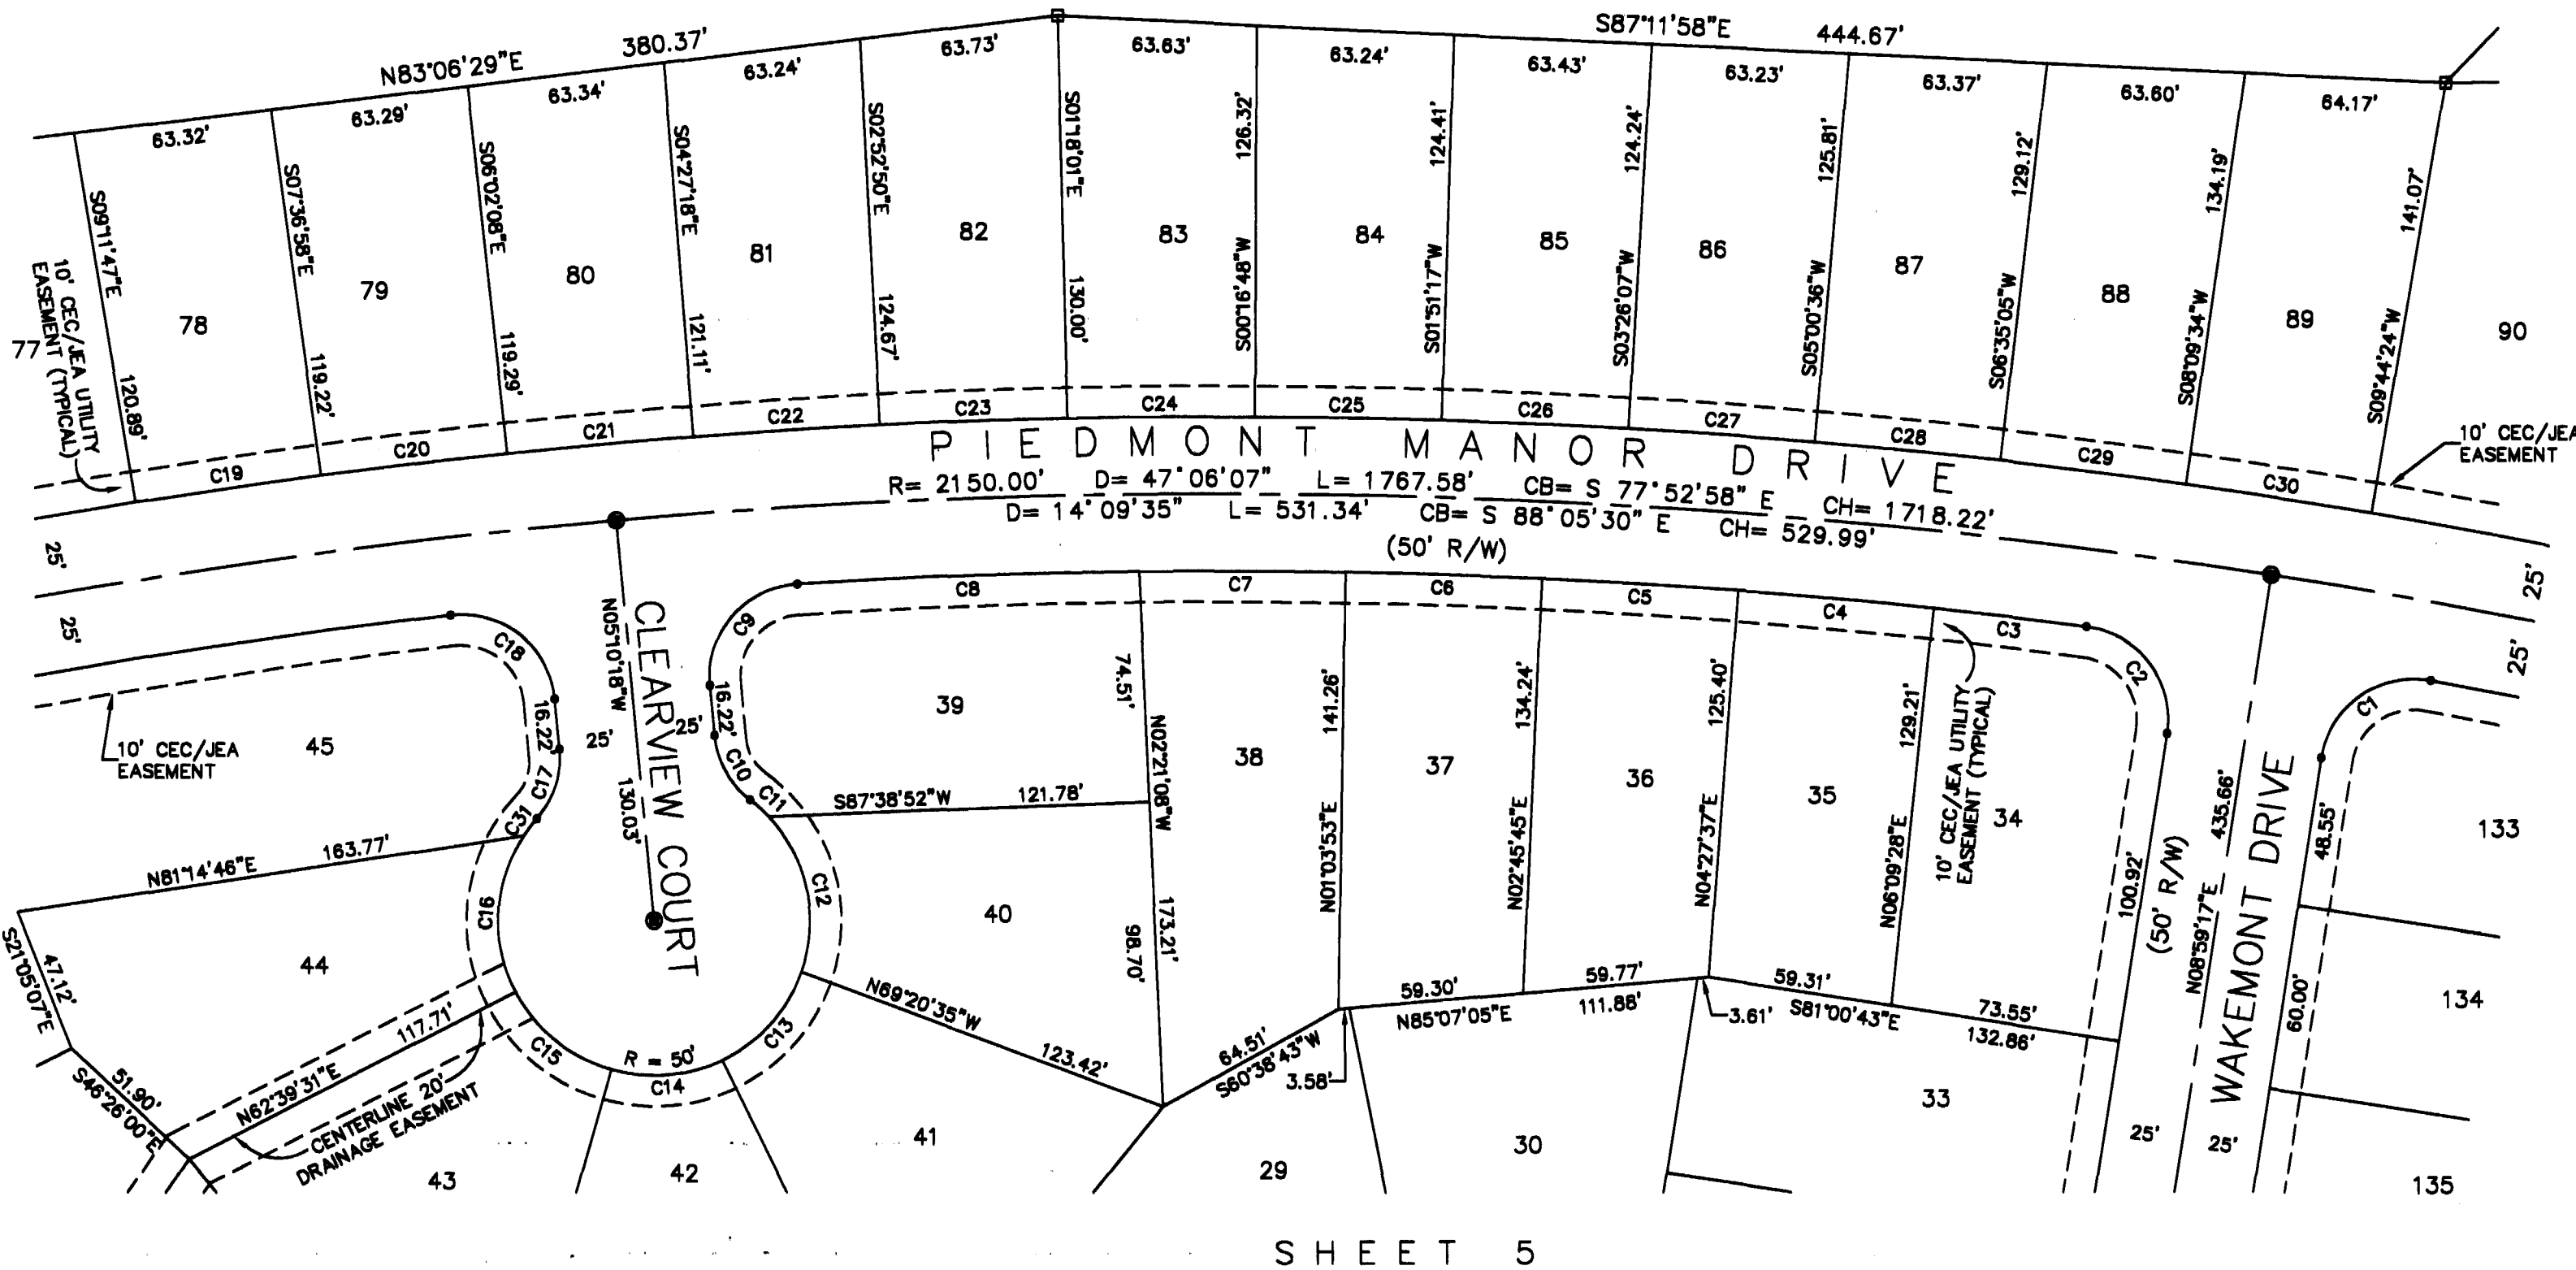 N83°06'29"E 380.37'
S87°11'58"E 444.67'
63.32'
63.29'
63.34'
63.24'
63.73'
63.63'
63.24'
63.43'
63.23'
63.37'
63.60'
64.17'
S09°11'47"E 120.89'
S07°36'58"E 119.22'
S06°02'08"E 119.29'
S04°27'18"E 121.11'
S02°52'50"E 124.67'
S01°18'01"E 130.00'
S00°16'48"W 126.32'
S01°51'17"W 124.41'
S03°26'07"W 124.24'
S05°00'36"W 125.81'
S06°35'05"W 129.12'
S08°09'34"W 134.19'
S09°44'24"W 141.07'
77
78
79
80
81
82
83
84
85
86
87
88
89
90
10' CEC/JEA UTILITY
EASEMENT (TYPICAL)
10' CEC/JEA
EASEMENT
C19
C20
C21
C22
C23
C24
C25
C26
C27
C28
C29
C30
PIEDMONT MANOR DRIVE
R= 2150.00' D= 47°06'07" L= 1767.58' CB= S 77°52'58" E CH= 1718.22'
D= 14°09'35" L= 531.34' CB= S 88°05'30" E CH= 529.99'
(50' R/W)
25'
25'
25'
25'
C18
C9
C8
C7
C6
C5
C4
C3
C2
C1
N05°10'18"W 130.03'
CLEARVIEW COURT
16.22'
25'
25'
16.22'
C17
C31
C10
C11
C12
C13
C14
C15
C16
R = 50'
10' CEC/JEA
EASEMENT
45
39
38
37
36
35
34
133
74.51'
N02°21'08"W
173.21'
98.70'
141.26'
N01°03'53"E
134.24'
N02°45'45"E
125.40'
N04°27'37"E
129.21'
N06°09'28"E
10' CEC/JEA UTILITY
EASEMENT (TYPICAL)
S87°38'52"W 121.78'
N81°14'46"E 163.77'
44
40
47.12'
S21°05'07"E
51.90'
S46°26'00"E
117.71'
N62°39'31"E
CENTERLINE 20'
DRAINAGE EASEMENT
N69°20'35"W 123.42'
64.51'
S60°38'43"W
3.58'
59.30'
59.77'
N85°07'05"E 111.88'
3.61'
59.31'
73.55'
S81°00'43"E 132.86'
100.92'
(50' R/W)
N08°59'17"E 435.66'
WAKEMONT DRIVE
48.55'
60.00'
25'
25'
134
135
43
42
41
29
30
33
SHEET 5